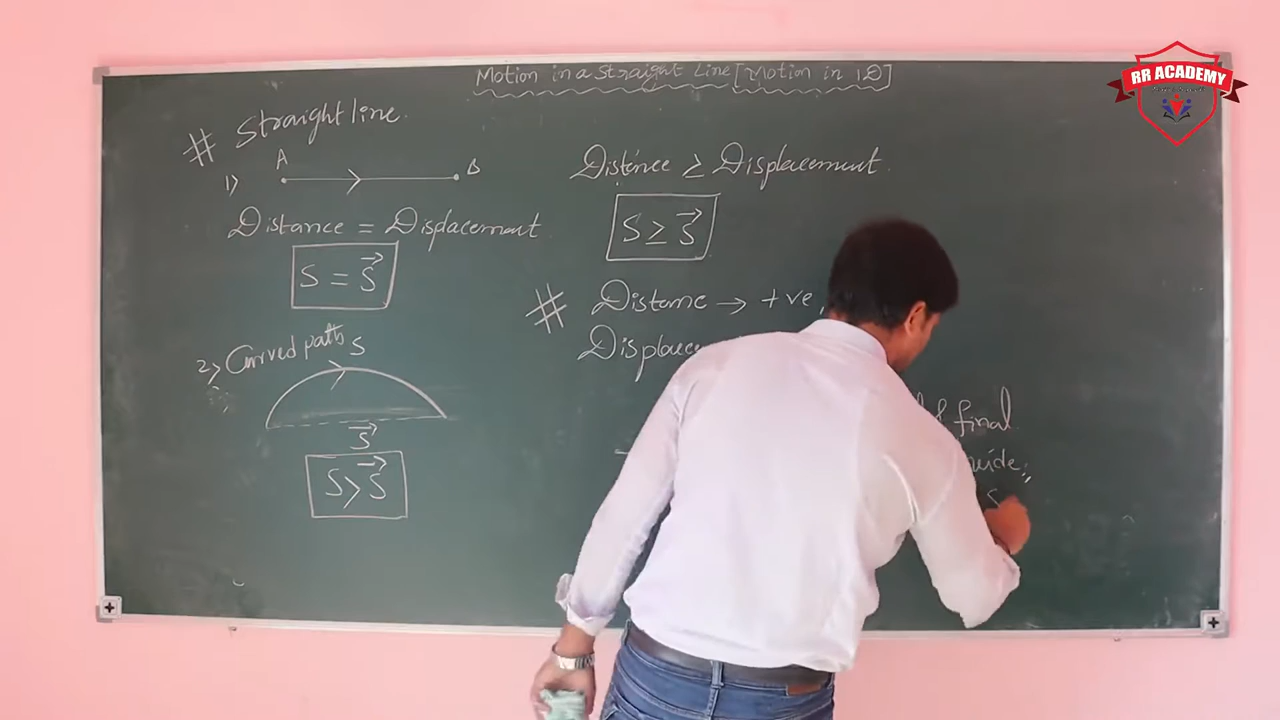 Motion in a Straight Line [Motion in 1D]
RR ACADEMY
# Straight line.
A B
1>
Distance = Displacement
S = S⃗
2> Curved path
S
S⃗
S > S⃗
Distance ≥ Displacement
S ≥ S⃗
# Distance → +ve,
final
S